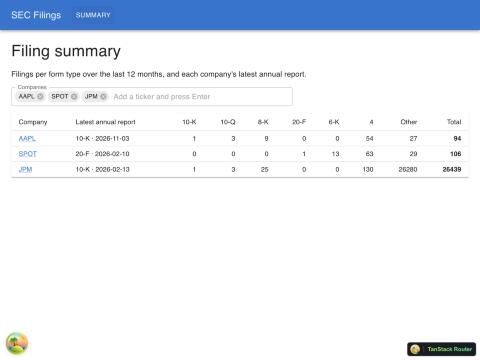 SEC Filings SUMMARY
Filing summary
Filings per form type over the last 12 months, and each company's latest annual report.
Companies
AAPL SPOT JPM Add a ticker and press Enter
Company Latest annual report 10-K 10-Q 8-K 20-F 6-K 4 Other Total
AAPL 10-K · 2026-11-03 1 3 9 0 0 54 27 94
SPOT 20-F · 2026-02-10 0 0 0 1 13 63 29 106
JPM 10-K · 2026-02-13 1 3 25 0 0 130 26280 26439
TanStack Router